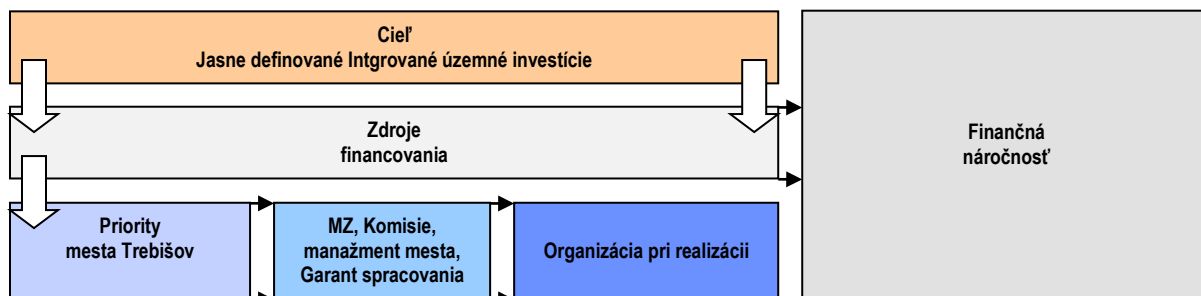 Cieľ
Jasne definované Intgrované územné investície
Zdroje
financovania
Finančná
náročnosť
Priority
mesta Trebišov
MZ, Komisie,
manažment mesta,
Garant spracovania
Organizácia pri realizácii